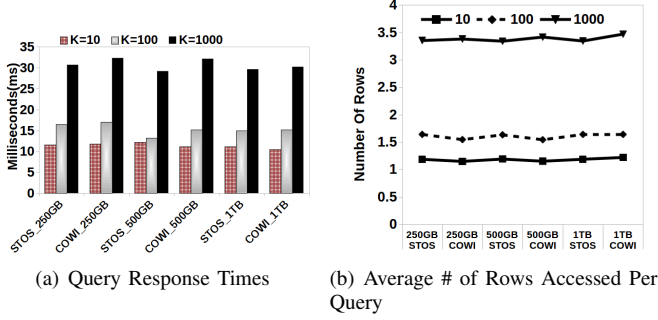 K=10 K=100 K=1000
Milliseconds(ms)
40
35
30
25
20
15
10
5
0
STOS_250GB
COWI_250GB
STOS_500GB
COWI_500GB
STOS_1TB
COWI_1TB
(a) Query Response Times
10 100 1000
Number Of Rows
4
3.5
3
2.5
2
1.5
1
0.5
0
250GB 250GB 500GB 500GB 1TB 1TB
STOS COWI STOS COWI STOS COWI
(b) Average # of Rows Accessed Per
Query